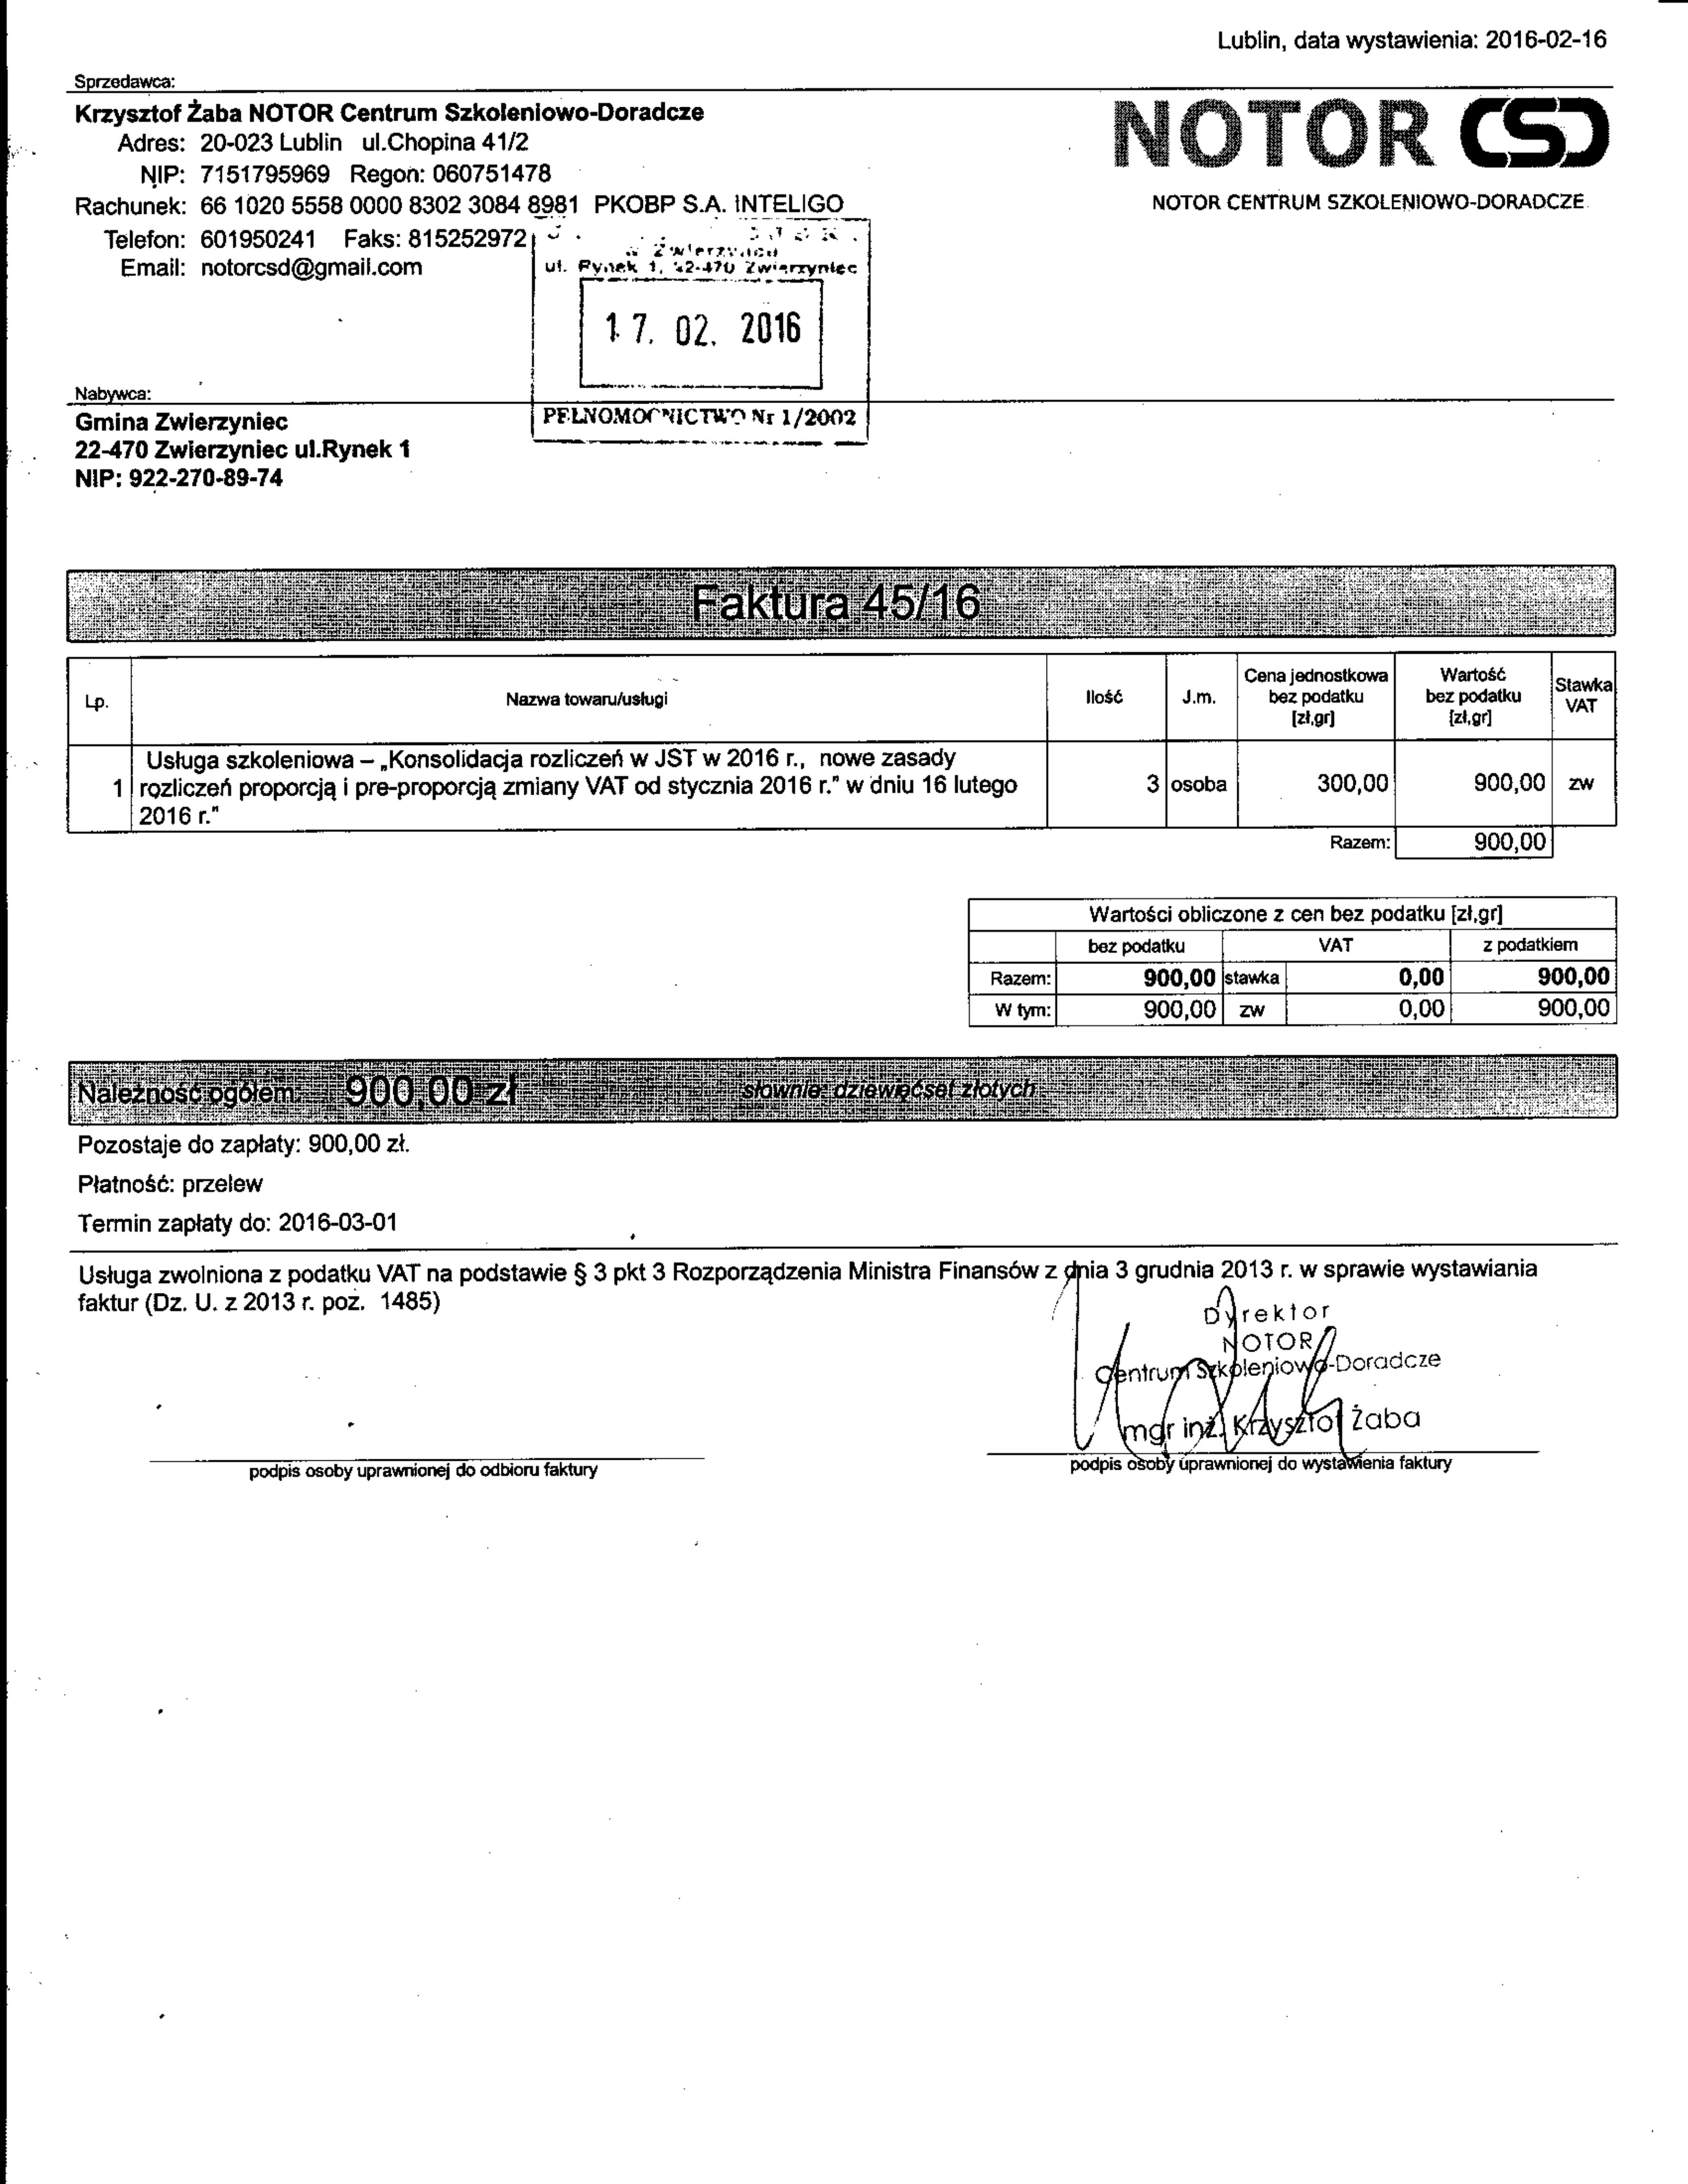 Lublin, data wystawienia: 2016-02-16
Sprzedawca:
Krzysztof Żaba NOTOR Centrum Szkoleniowo-Doradcze
Adres: 20-023 Lublin ul.Chopina 41/2
NIP: 7151795969 Regon: 060751478
Rachunek: 66 1020 5558 0000 8302 3084 8981 PKOBP S.A. INTELIGO
Telefon: 601950241 Faks: 815252972
Email: notorcsd@gmail.com
NOTOR CSD
NOTOR CENTRUM SZKOLENIOWO-DORADCZE
ul. Rynek 1, 22-470 Zwierzyniec
17. 02. 2016
PEŁNOMOCNICTWO Nr 1/2002
Nabywca:
Gmina Zwierzyniec
22-470 Zwierzyniec ul.Rynek 1
NIP: 922-270-89-74
Faktura 45/16
Lp. Nazwa towaru/usługi Ilość J.m. Cena jednostkowa bez podatku [zł,gr] Wartość bez podatku [zł,gr] Stawka VAT
Usługa szkoleniowa – „Konsolidacja rozliczeń w JST w 2016 r., nowe zasady
1 rozliczeń proporcją i pre-proporcją zmiany VAT od stycznia 2016 r." w dniu 16 lutego 3 osoba 300,00 900,00 zw
2016 r."
Razem: 900,00
Wartości obliczone z cen bez podatku [zł,gr]
bez podatku VAT z podatkiem
Razem: 900,00 stawka 0,00 900,00
W tym: 900,00 zw 0,00 900,00
Należność ogółem: 900,00 zł słownie: dziewięćset złotych
Pozostaje do zapłaty: 900,00 zł.
Płatność: przelew
Termin zapłaty do: 2016-03-01
Usługa zwolniona z podatku VAT na podstawie § 3 pkt 3 Rozporządzenia Ministra Finansów z dnia 3 grudnia 2013 r. w sprawie wystawiania
faktur (Dz. U. z 2013 r. poz. 1485)
Dyrektor
NOTOR
Centrum Szkoleniowo-Doradcze
mgr inż. Krzysztof Żaba
podpis osoby uprawnionej do odbioru faktury
podpis osoby uprawnionej do wystawienia faktury